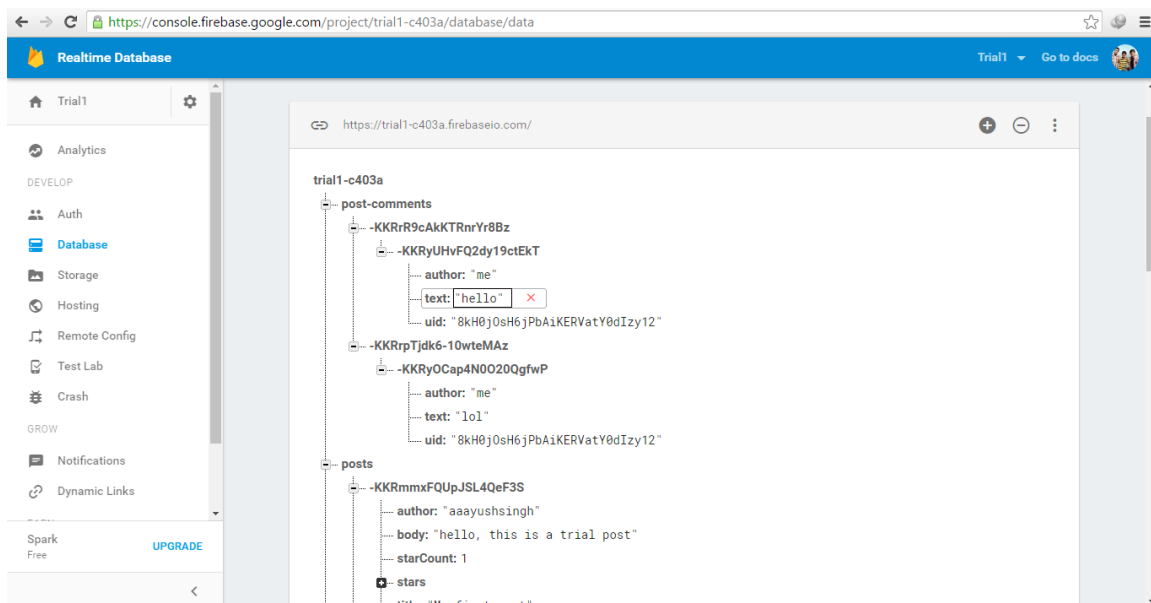 https://console.firebase.google.com/project/trial1-c403a/database/data
Realtime Database
Trial1
Go to docs
Trial1
Analytics
DEVELOP
Auth
Database
Storage
Hosting
Remote Config
Test Lab
Crash
GROW
Notifications
Dynamic Links
Spark
Free
UPGRADE
https://trial1-c403a.firebaseio.com/
trial1-c403a
post-comments
-KKRrR9cAkKTRnrYr8Bz
-KKRyUHvFQ2dy19ctEkT
author: "me"
text: "hello"
uid: "8kH0jOsH6jPbAiKERVatY0dIzy12"
-KKRrpTjdk6-10wteMAz
-KKRyOCap4N0O20QgfwP
author: "me"
text: "lol"
uid: "8kH0jOsH6jPbAiKERVatY0dIzy12"
posts
-KKRmmxFQUpJSL4QeF3S
author: "aaayushsingh"
body: "hello, this is a trial post"
starCount: 1
stars